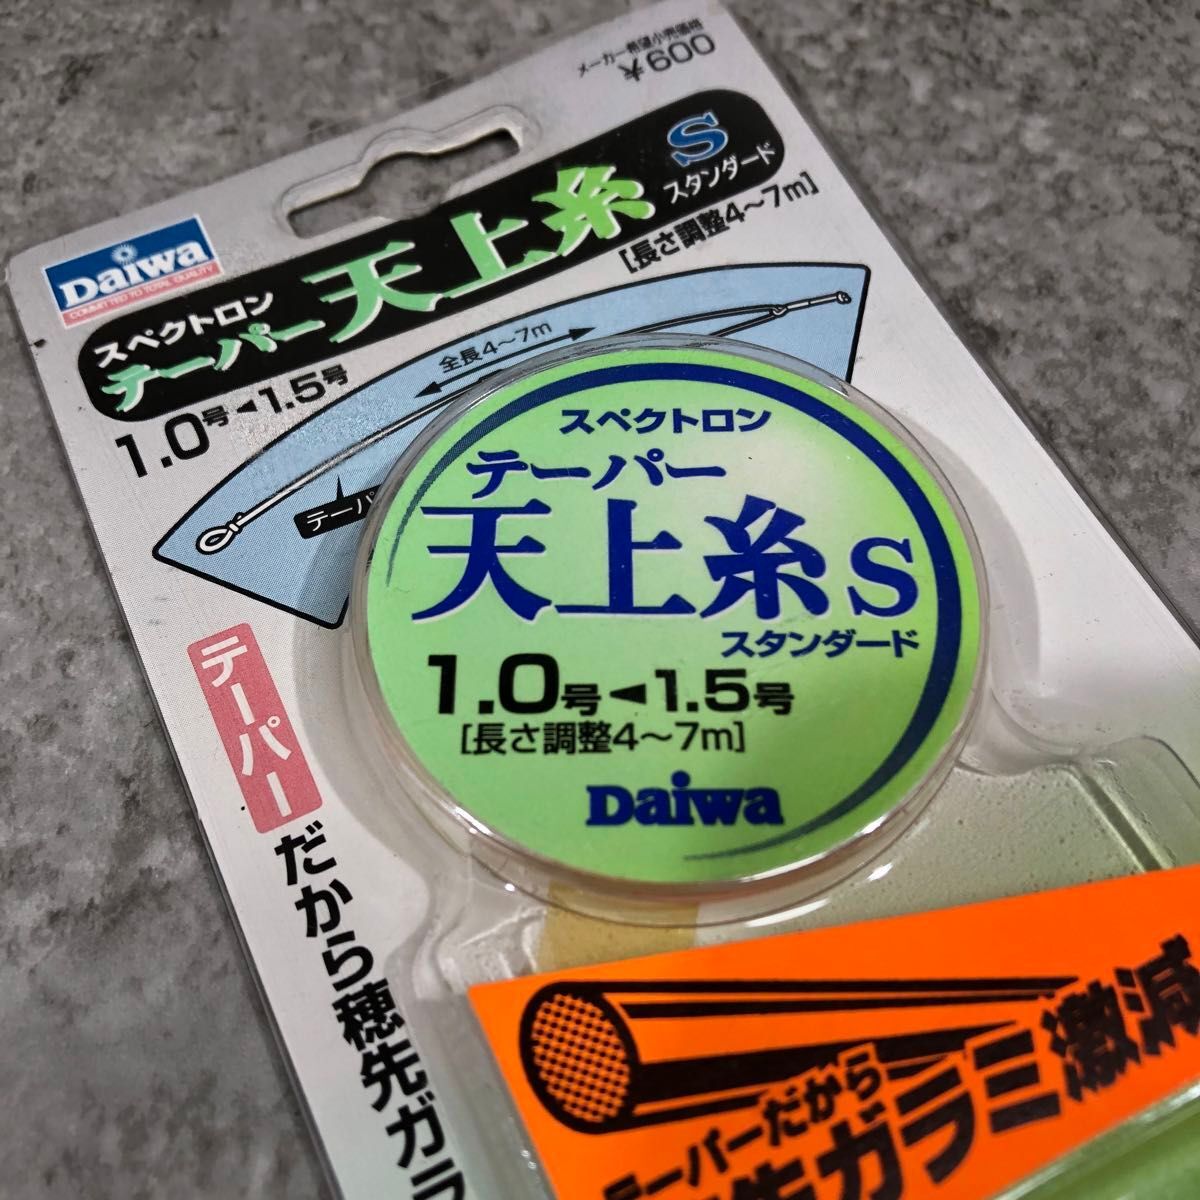 メーカー希望小売価格
¥600
Daiwa
COMMITTED TO TOTAL QUALITY
スペクトロン
テーパー天上糸 S
スタンダード
[長さ調整4～7m]
1.0号◀1.5号
全長4～7m
テーパ
スペクトロン
テーパー
天上糸S
スタンダード
1.0号◀1.5号
[長さ調整4～7m]
Daiwa
テーパーだから穂先ガラ
テーパーだから
先ガラミ激減